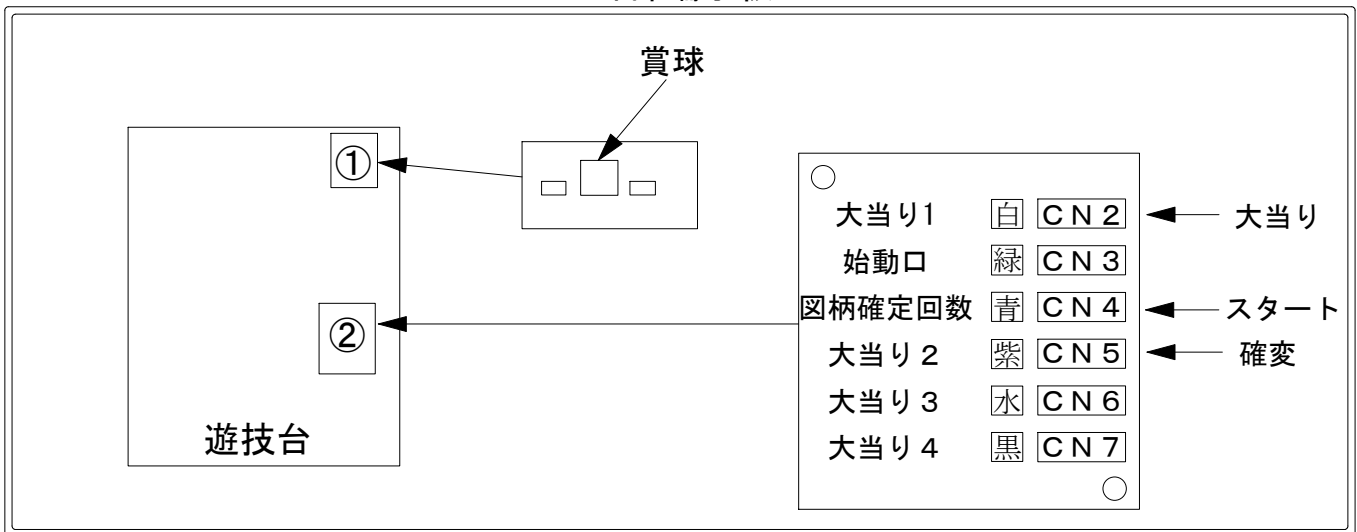 賞球
①
②
遊技台
大当り1 白 CN2 大当り
始動口 緑 CN3
図柄確定回数 青 CN4 スタート
大当り2 紫 CN5 確変
大当り3 水 CN6
大当り4 黒 CN7